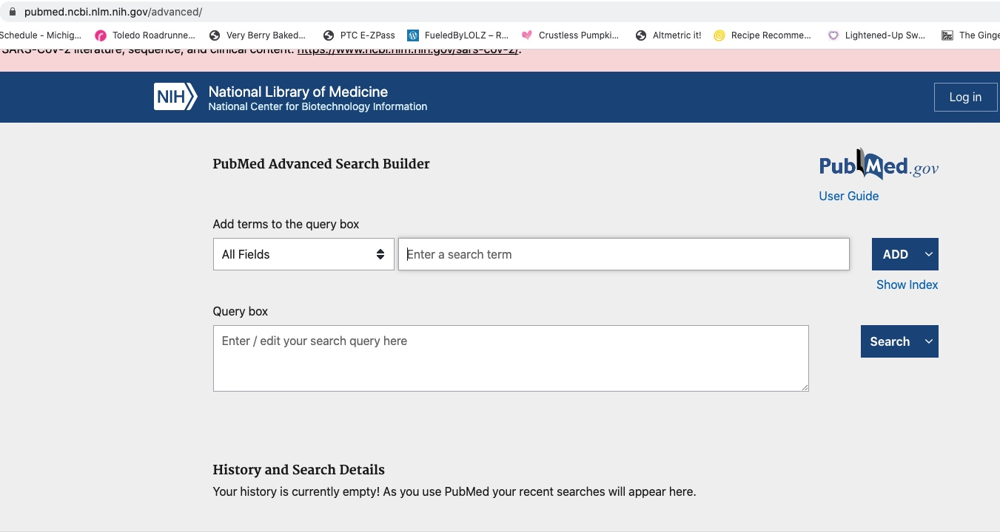 pubmed.ncbi.nlm.nih.gov/advanced/
Schedule - Michig... Toledo Roadrunne... Very Berry Baked... PTC E-ZPass FueledByLOLZ – R... Crustless Pumpki... Altmetric it! Recipe Recomme... Lightened-Up Sw... The Ginge
SARS-CoV-2 literature, sequence, and clinical content: https://www.ncbi.nlm.nih.gov/sars-cov-2/.
NIH National Library of Medicine
National Center for Biotechnology Information
Log in
PubMed Advanced Search Builder
PubMed.gov
User Guide
Add terms to the query box
All Fields Enter a search term ADD
Show Index
Query box
Enter / edit your search query here Search
History and Search Details
Your history is currently empty! As you use PubMed your recent searches will appear here.